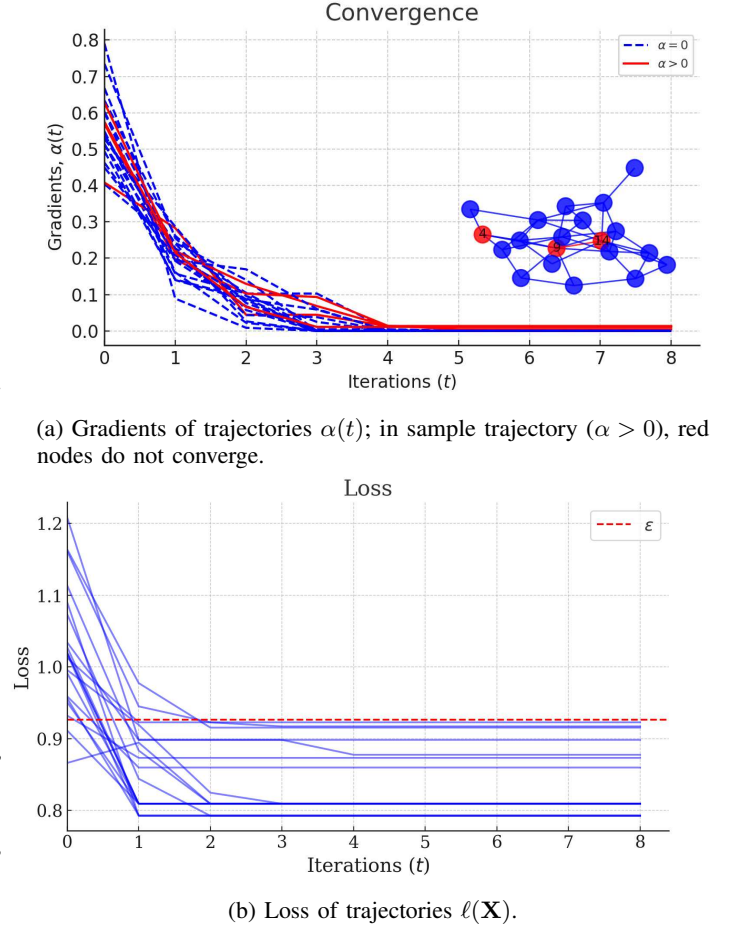 Convergence
0.8
0.7
0.6
0.5
0.4
0.3
0.2
0.1
0.0
Gradients, α(t)
α = 0
α > 0
4
9
14
0 1 2 3 4 5 6 7 8
Iterations (t)
(a) Gradients of trajectories α(t); in sample trajectory (α > 0), red
nodes do not converge.
Loss
1.2
1.1
1.0
0.9
0.8
Loss
ε
0 1 2 3 4 5 6 7 8
Iterations (t)
(b) Loss of trajectories ℓ(X).